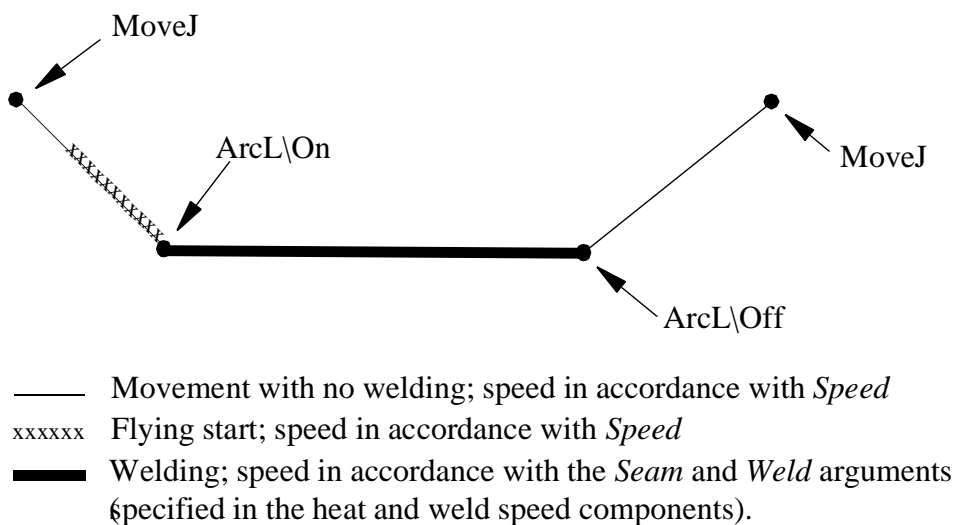 MoveJ
ArcL\On
xxxxxxxxxx
MoveJ
ArcL\Off
Movement with no welding; speed in accordance with Speed
xxxxxx Flying start; speed in accordance with Speed
Welding; speed in accordance with the Seam and Weld arguments
(specified in the heat and weld speed components).